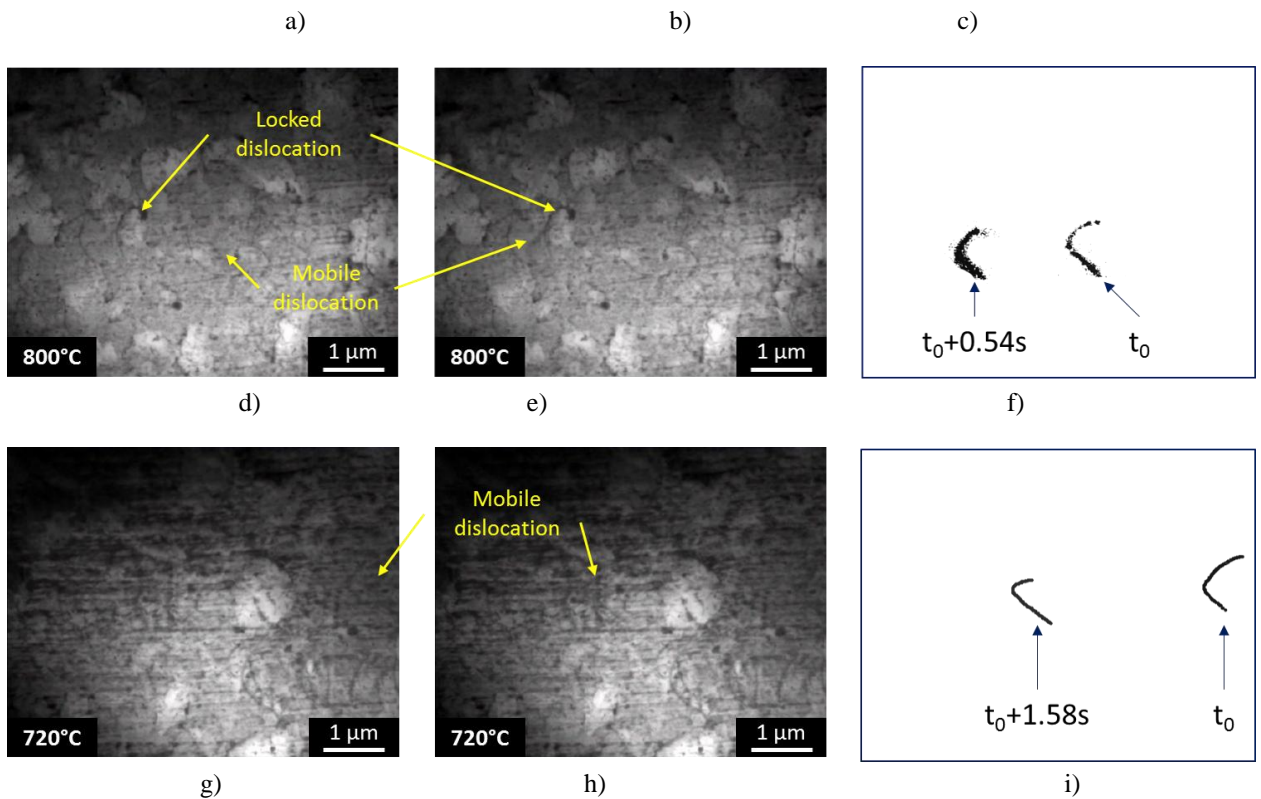 a)
b)
c)
Locked
dislocation
Mobile
dislocation
800°C
1 µm
800°C
1 µm
t₀+0.54s
t₀
d)
e)
f)
Mobile
dislocation
720°C
1 µm
720°C
1 µm
t₀+1.58s
t₀
g)
h)
i)